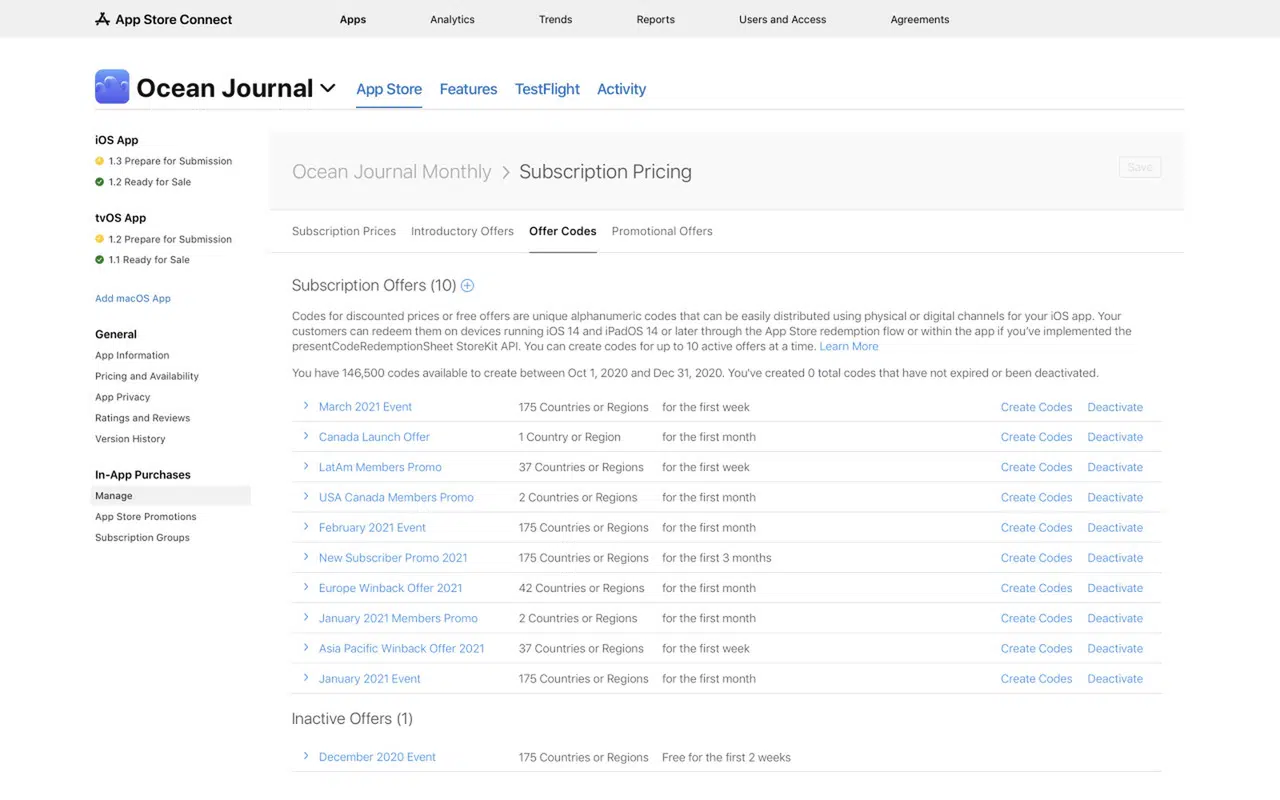 App Store Connect Apps Analytics Trends Reports Users and Access Agreements
Ocean Journal App Store Features TestFlight Activity
iOS App
1.3 Prepare for Submission
1.2 Ready for Sale
tvOS App
1.2 Prepare for Submission
1.1 Ready for Sale
Add macOS App
General
App Information
Pricing and Availability
App Privacy
Ratings and Reviews
Version History
In-App Purchases
Manage
App Store Promotions
Subscription Groups
Ocean Journal Monthly > Subscription Pricing
Save
Subscription Prices Introductory Offers Offer Codes Promotional Offers
Subscription Offers (10)
Codes for discounted prices or free offers are unique alphanumeric codes that can be easily distributed using physical or digital channels for your iOS app. Your
customers can redeem them on devices running iOS 14 and iPadOS 14 or later through the App Store redemption flow or within the app if you've implemented the
presentCodeRedemptionSheet StoreKit API. You can create codes for up to 10 active offers at a time. Learn More
You have 146,500 codes available to create between Oct 1, 2020 and Dec 31, 2020. You've created 0 total codes that have not expired or been deactivated.
March 2021 Event 175 Countries or Regions for the first week Create Codes Deactivate
Canada Launch Offer 1 Country or Region for the first month Create Codes Deactivate
LatAm Members Promo 37 Countries or Regions for the first week Create Codes Deactivate
USA Canada Members Promo 2 Countries or Regions for the first month Create Codes Deactivate
February 2021 Event 175 Countries or Regions for the first month Create Codes Deactivate
New Subscriber Promo 2021 175 Countries or Regions for the first 3 months Create Codes Deactivate
Europe Winback Offer 2021 42 Countries or Regions for the first month Create Codes Deactivate
January 2021 Members Promo 2 Countries or Regions for the first month Create Codes Deactivate
Asia Pacific Winback Offer 2021 37 Countries or Regions for the first week Create Codes Deactivate
January 2021 Event 175 Countries or Regions for the first month Create Codes Deactivate
Inactive Offers (1)
December 2020 Event 175 Countries or Regions Free for the first 2 weeks